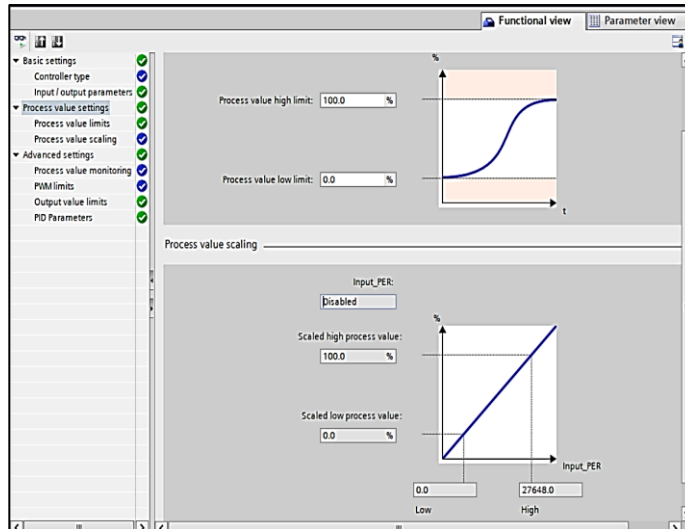 Functional view
Parameter view
Basic settings
Controller type
Input / output parameters
Process value settings
Process value limits
Process value scaling
Advanced settings
Process value monitoring
PWM limits
Output value limits
PID Parameters
%
Process value high limit: 100.0 %
Process value low limit: 0.0 %
t
Process value scaling
Input_PER:
Disabled
%
Scaled high process value:
100.0 %
Scaled low process value:
0.0 %
Input_PER
0.0 27648.0
Low High